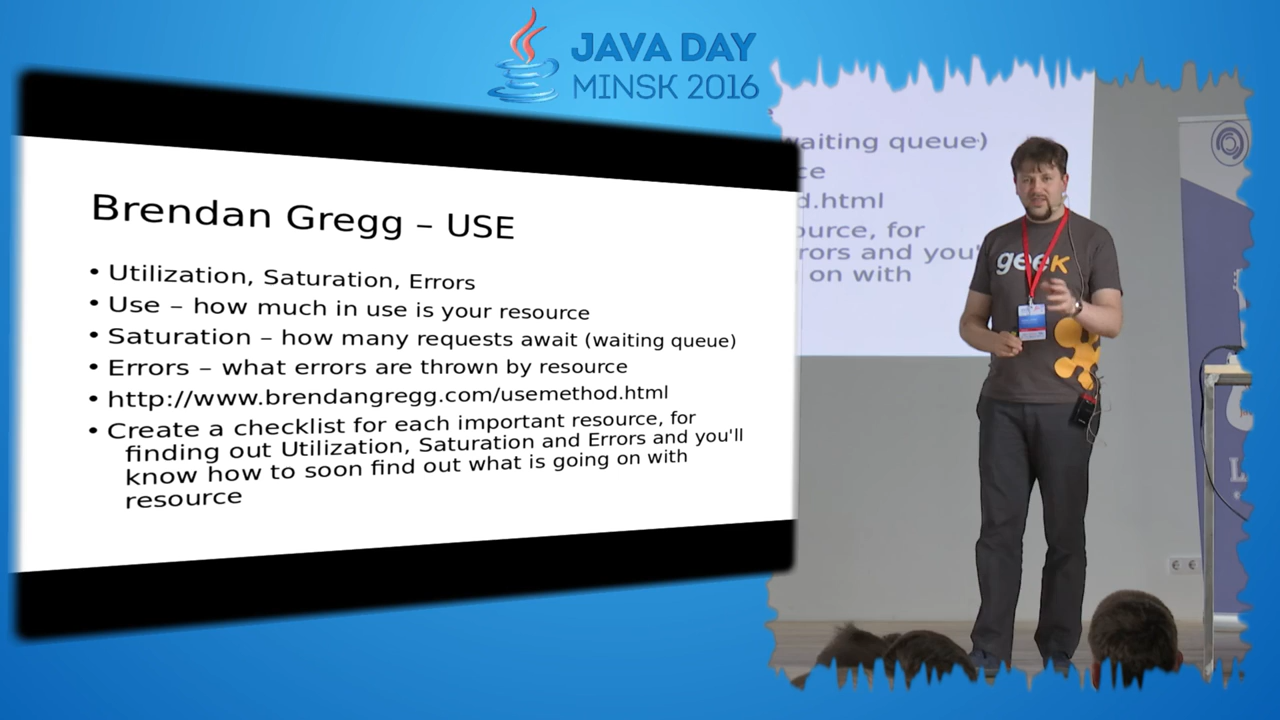 JAVA DAY
MINSK 2016
Brendan Gregg – USE
• Utilization, Saturation, Errors
• Use – how much in use is your resource
• Saturation – how many requests await (waiting queue)
• Errors – what errors are thrown by resource
• http://www.brendangregg.com/usemethod.html
• Create a checklist for each important resource, for
finding out Utilization, Saturation and Errors and you'll
know how to soon find out what is going on with
resource
waiting queue)
ce
d.html
ource, for
rors and you'
on with
geek